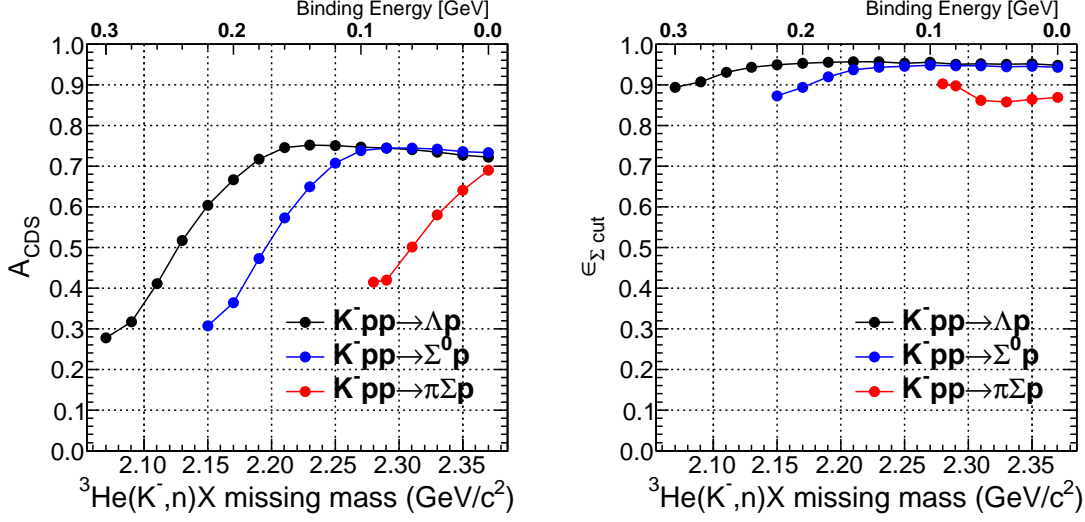 Binding Energy [GeV]
0.3 0.2 0.1 0.0
1.0
0.9
0.8
0.7
0.6
0.5
0.4
0.3
0.2
0.1
0.0
A_CDS
K⁻pp→Λp
K⁻pp→Σ⁰p
K⁻pp→πΣp
2.10 2.15 2.20 2.25 2.30 2.35
³He(K⁻,n)X missing mass (GeV/c²)
Binding Energy [GeV]
0.3 0.2 0.1 0.0
1.0
0.9
0.8
0.7
0.6
0.5
0.4
0.3
0.2
0.1
0.0
ϵ_Σ cut
K⁻pp→Λp
K⁻pp→Σ⁰p
K⁻pp→πΣp
2.10 2.15 2.20 2.25 2.30 2.35
³He(K⁻,n)X missing mass (GeV/c²)